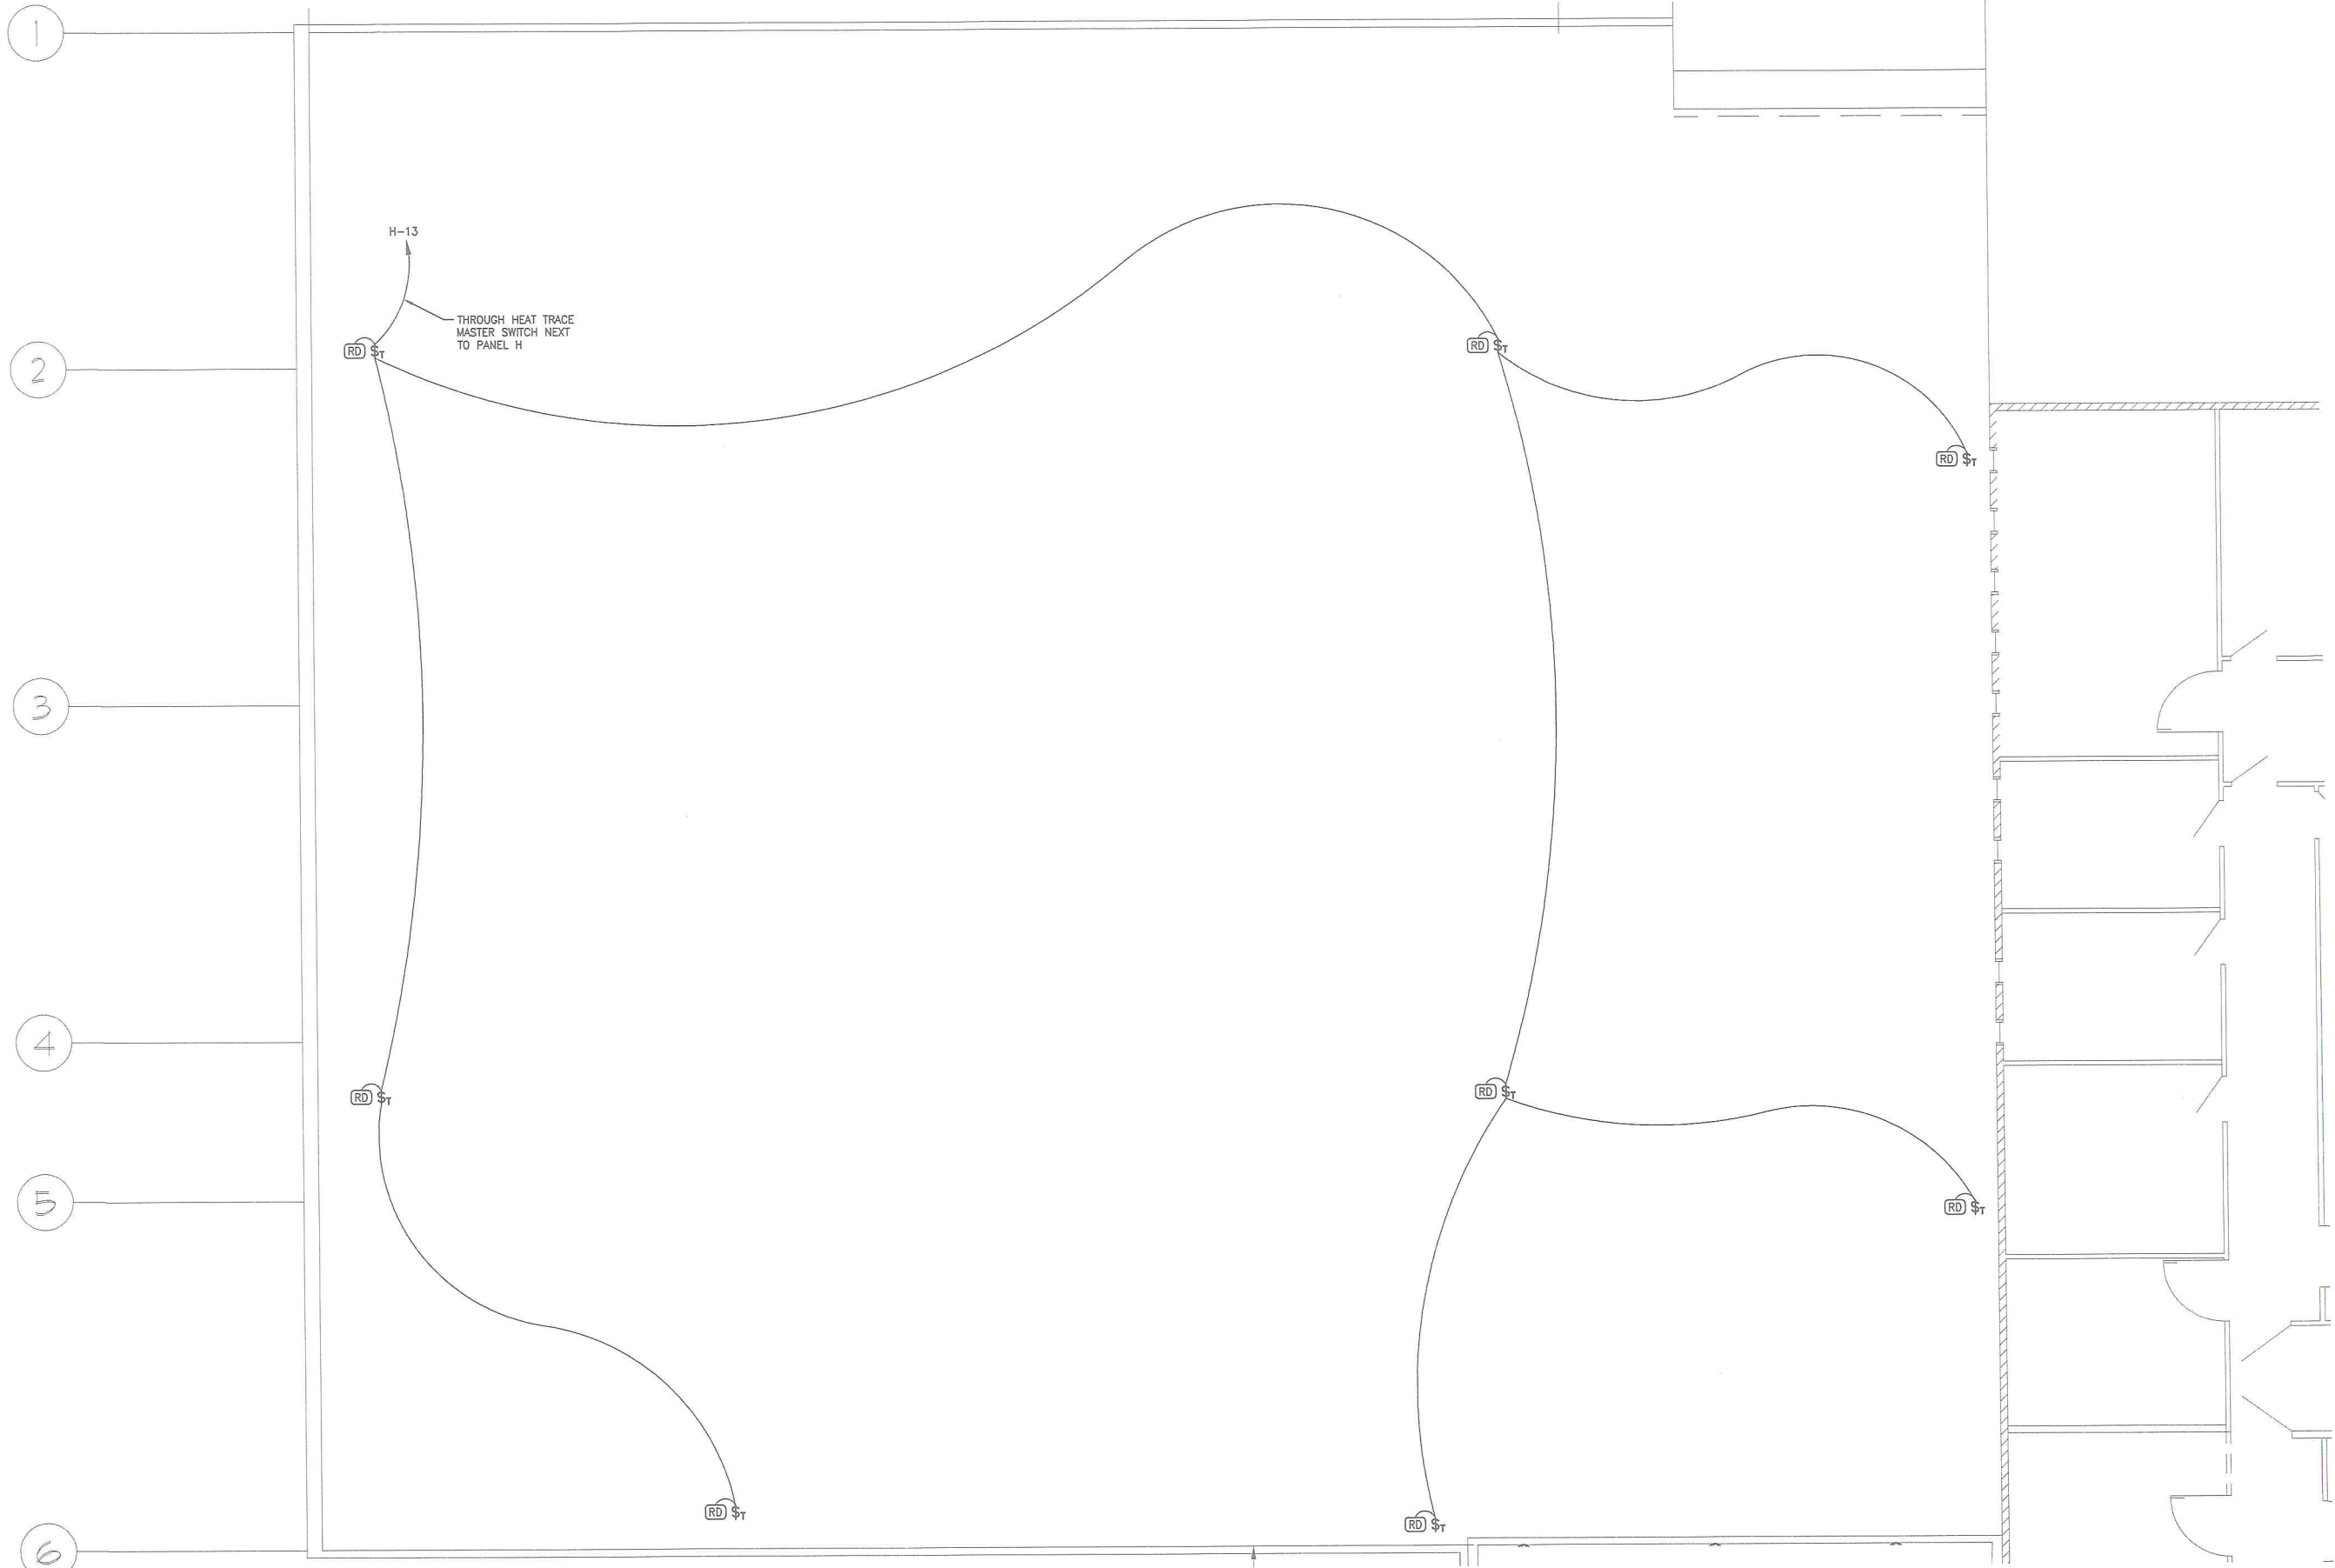 1
H-13
THROUGH HEAT TRACE
MASTER SWITCH NEXT
TO PANEL H
RD $T
RD $T
2
RD $T
3
4
RD $T
RD $T
5
RD $T
RD $T
RD $T
6